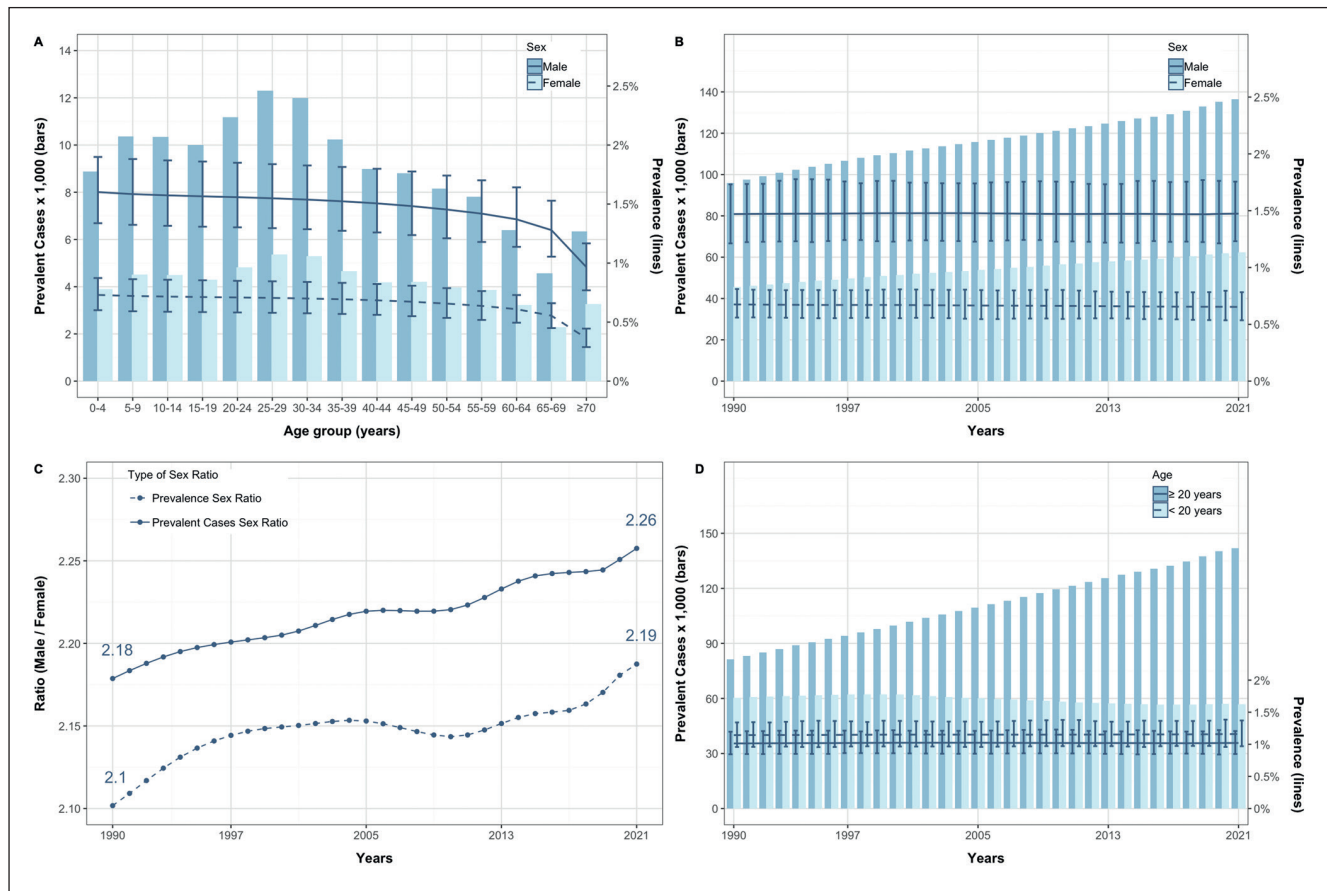 A
Sex
Male
Female
Prevalent Cases x 1,000 (bars)
14
12
10
8
6
4
2
0
2.5%
2%
1.5%
1%
0.5%
0%
Prevalence
(lines)
0-4 5-9 10-14 15-19 20-24 25-29 30-34 35-39 40-44 45-49 50-54 55-59 60-64 65-69 ≥70
Age group (years)
B
Sex
Male
Female
Prevalent Cases x 1,000 (bars)
140
120
100
80
60
40
20
0
2.5%
2%
1.5%
1%
0.5%
0%
Prevalence
(lines)
1990 1997 2005 2013 2021
Years
C
Type of Sex Ratio
Prevalence Sex Ratio
Prevalent Cases Sex Ratio
Ratio (Male / Female)
2.30
2.25
2.20
2.15
2.10
2.18
2.26
2.1
2.19
1990 1997 2005 2013 2021
Years
D
Age
≥ 20 years
< 20 years
Prevalent Cases x 1,000 (bars)
150
120
90
60
30
0
2%
1.5%
1%
0.5%
0%
Prevalence
(lines)
1990 1997 2005 2013 2021
Years